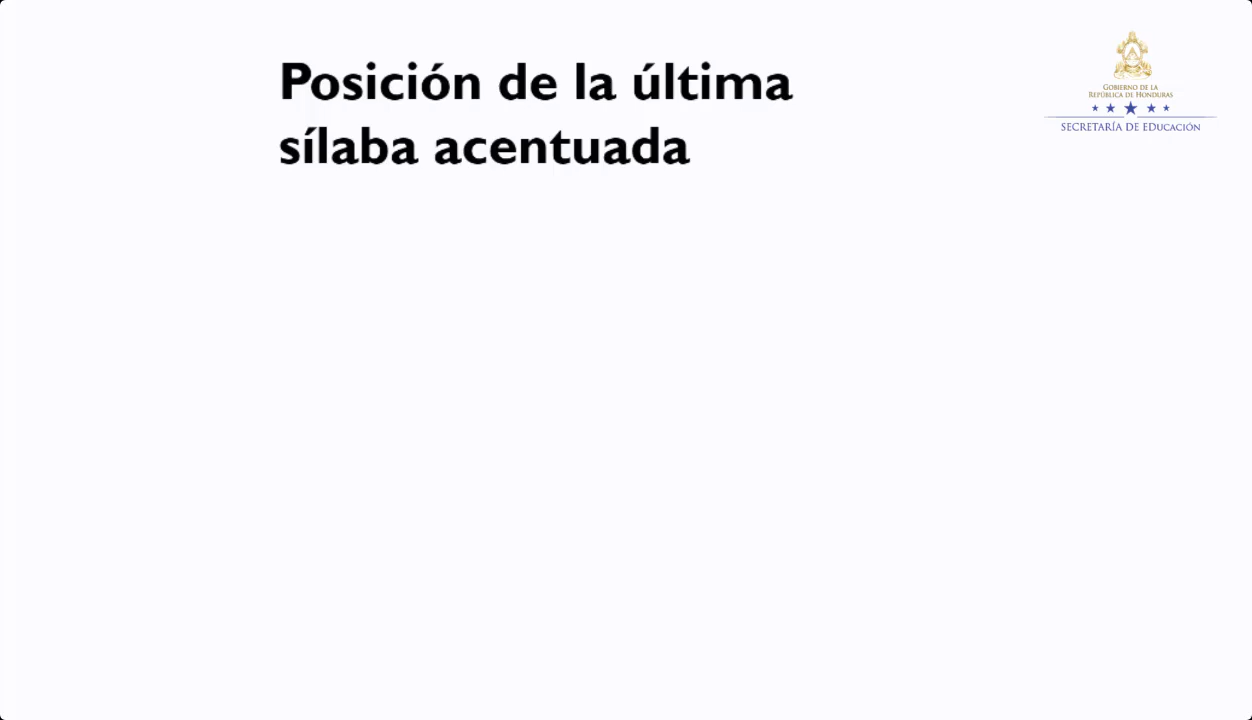 Posición de la última
sílaba acentuada
GOBIERNO DE LA
REPÚBLICA DE HONDURAS
SECRETARÍA DE EDUCACIÓN